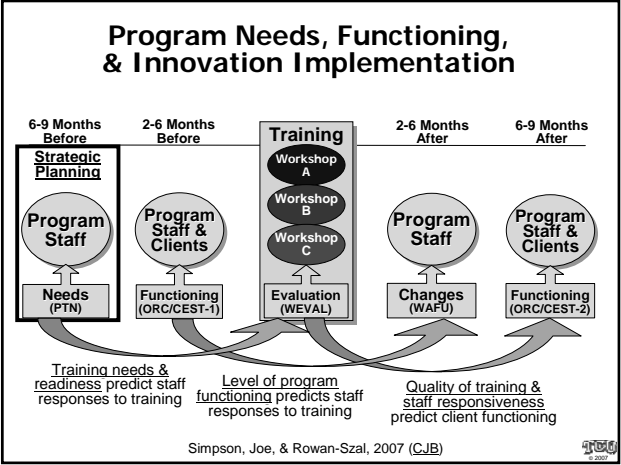 Program Needs, Functioning,
& Innovation Implementation
6-9 Months
Before
2-6 Months
Before
Training
2-6 Months
After
6-9 Months
After
Strategic
Planning
Workshop
A
Workshop
B
Workshop
C
Program
Staff
Program
Staff &
Clients
Program
Staff
Program
Staff &
Clients
Needs
(PTN)
Functioning
(ORC/CEST-1)
Evaluation
(WEVAL)
Changes
(WAFU)
Functioning
(ORC/CEST-2)
Training needs &
readiness predict staff
responses to training
Level of program
functioning predicts staff
responses to training
Quality of training &
staff responsiveness
predict client functioning
Simpson, Joe, & Rowan-Szal, 2007 (CJB)
TCU
© 2007